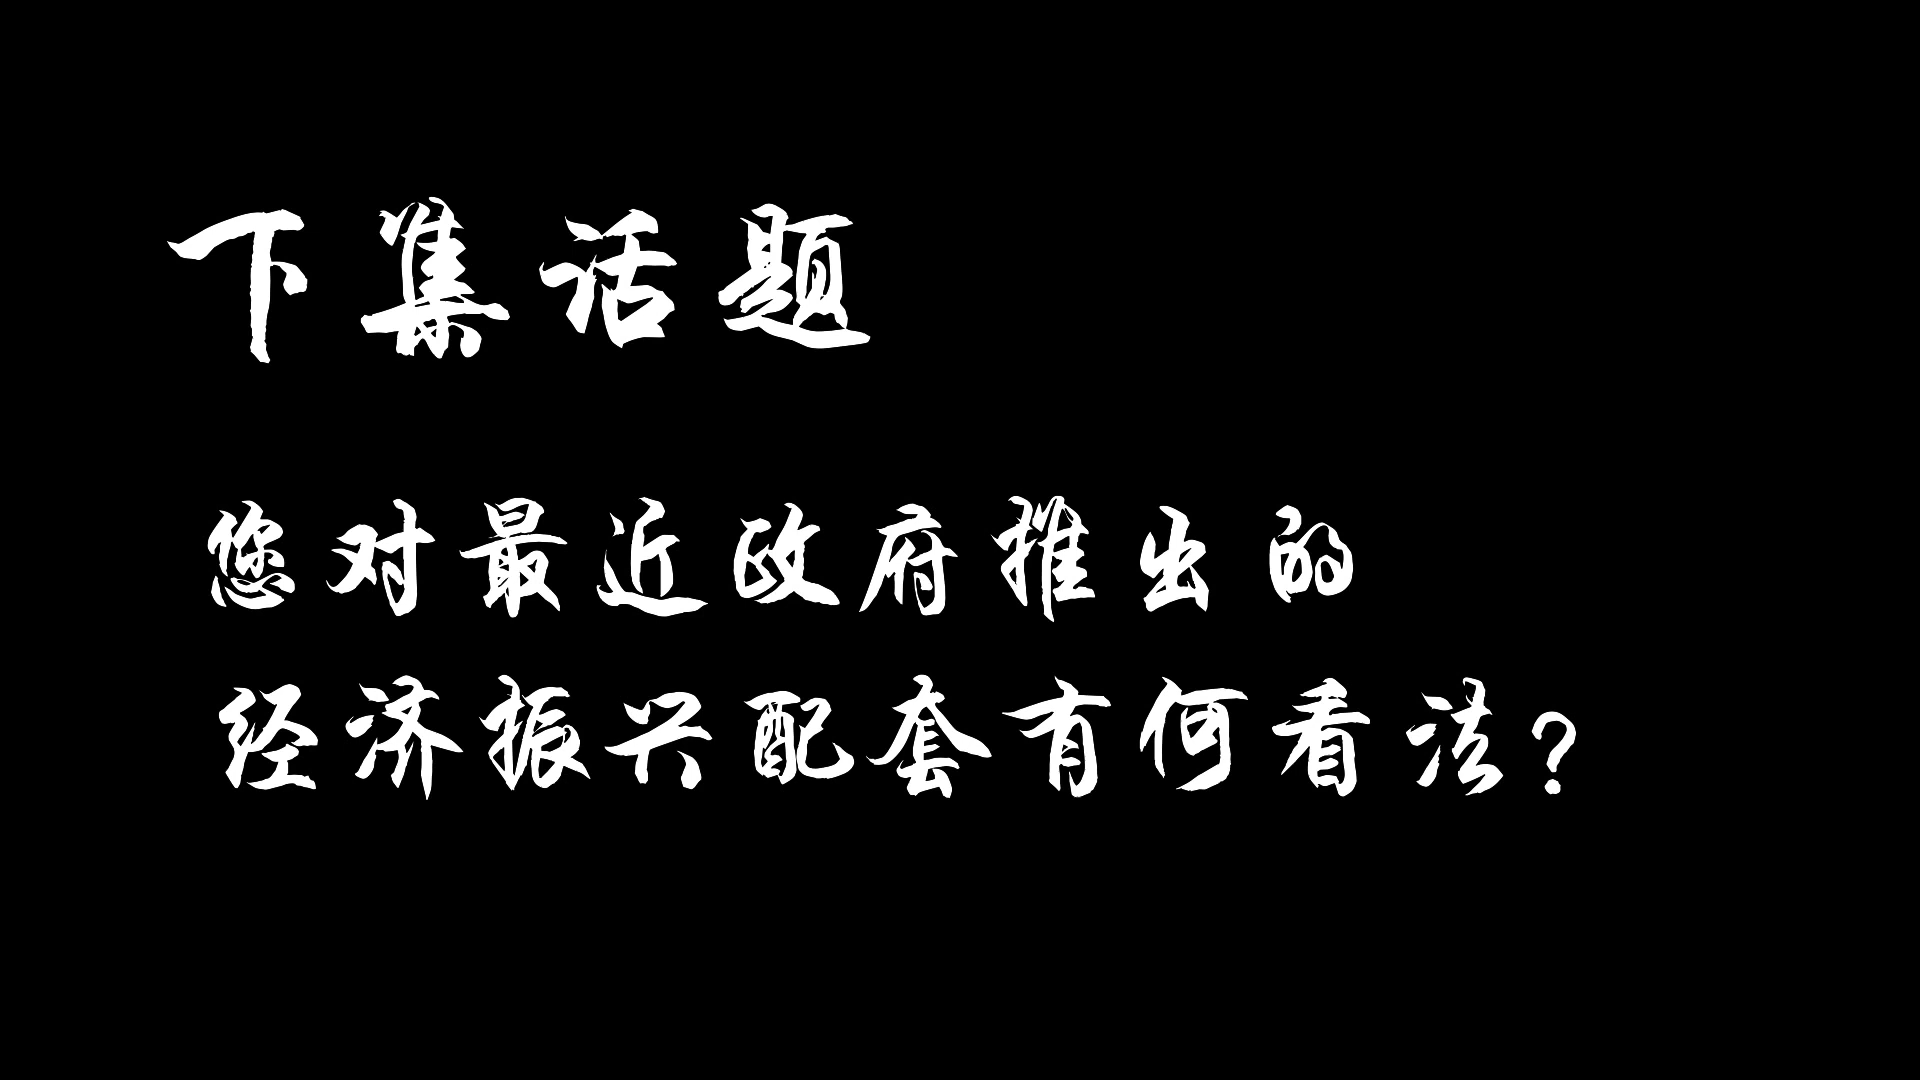 下集话题
您对最近政府推出的
经济振兴配套有何看法?